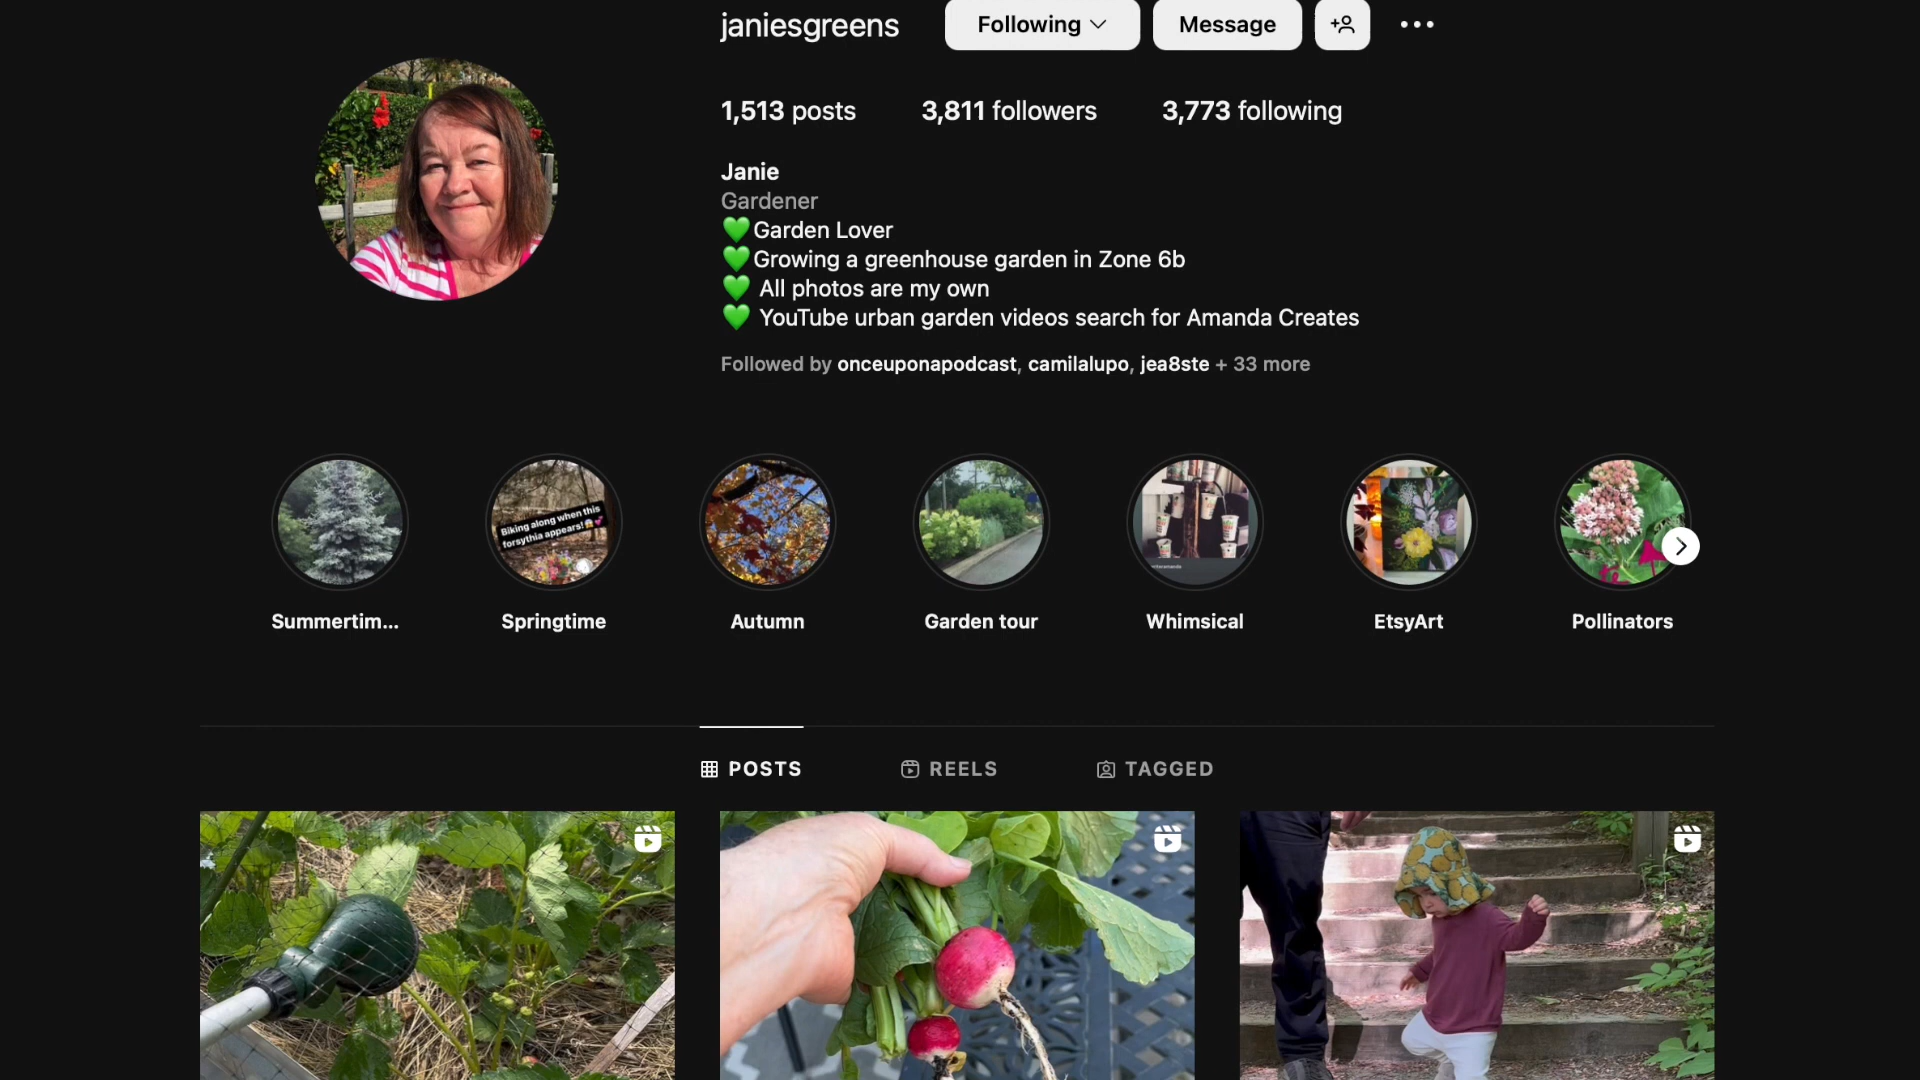 janiesgreens Following Message
1,513 posts 3,811 followers 3,773 following
Janie
Gardener
💚Garden Lover
💚Growing a greenhouse garden in Zone 6b
💚 All photos are my own
💚 YouTube urban garden videos search for Amanda Creates
Followed by onceuponapodcast, camilalupo, jea8ste + 33 more
Biking along when this
forsythia appears!😱💕
Summertim... Springtime Autumn Garden tour Whimsical EtsyArt Pollinators
POSTS REELS TAGGED